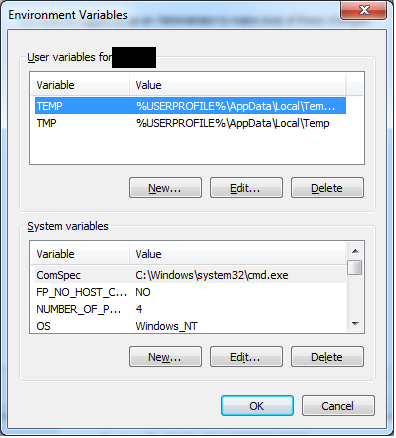 Environment Variables
User variables for
Variable Value
TEMP %USERPROFILE%\AppData\Local\Tem...
TMP %USERPROFILE%\AppData\Local\Temp
New... Edit... Delete
System variables
Variable Value
ComSpec C:\Windows\system32\cmd.exe
FP_NO_HOST_C... NO
NUMBER_OF_P... 4
OS Windows_NT
New... Edit... Delete
OK Cancel